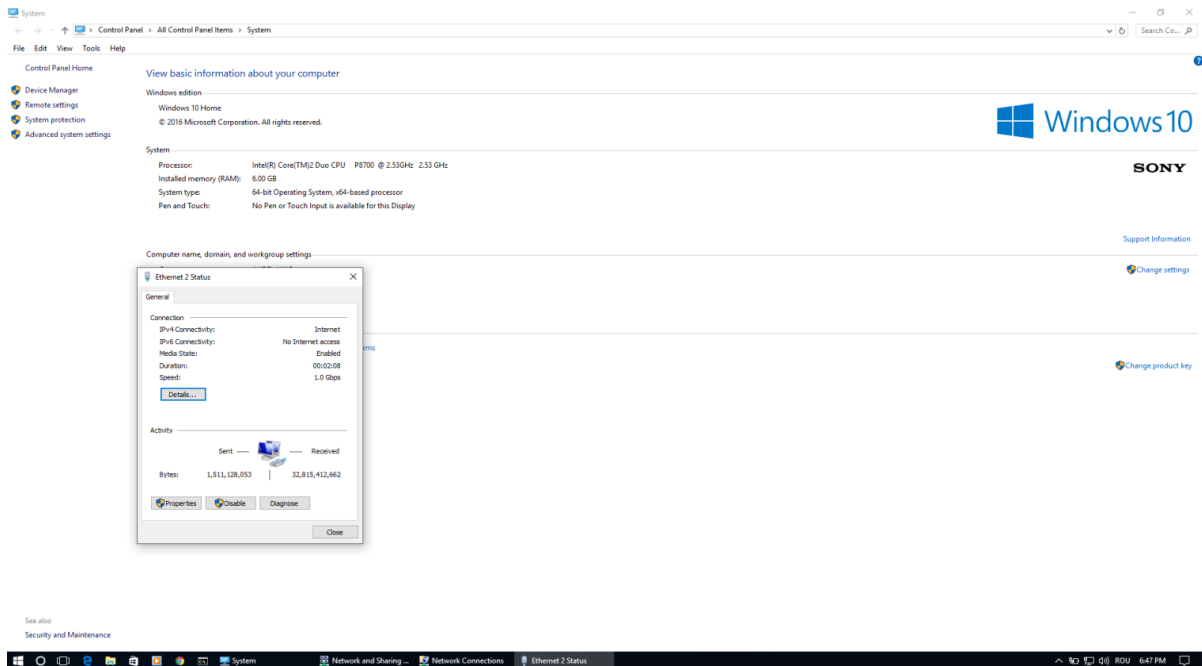 System
Control Panel > All Control Panel Items > System
Search Co...
File Edit View Tools Help
Control Panel Home
Device Manager
Remote settings
System protection
Advanced system settings
View basic information about your computer
Windows edition
Windows 10 Home
© 2016 Microsoft Corporation. All rights reserved.
Windows 10
System
Processor: Intel(R) Core(TM)2 Duo CPU P8700 @ 2.53GHz 2.53 GHz
Installed memory (RAM): 6.00 GB
System type: 64-bit Operating System, x64-based processor
Pen and Touch: No Pen or Touch Input is available for this Display
SONY
Support Information
Computer name, domain, and workgroup settings
Change settings
rms
Change product key
Ethernet 2 Status
General
Connection
IPv4 Connectivity: Internet
IPv6 Connectivity: No Internet access
Media State: Enabled
Duration: 00:02:08
Speed: 1.0 Gbps
Details...
Activity
Sent — — Received
Bytes: 1,511,128,053 | 32,815,412,662
Properties Disable Diagnose
Close
See also
Security and Maintenance
System Network and Sharing ... Network Connections Ethernet 2 Status ROU 6:47 PM